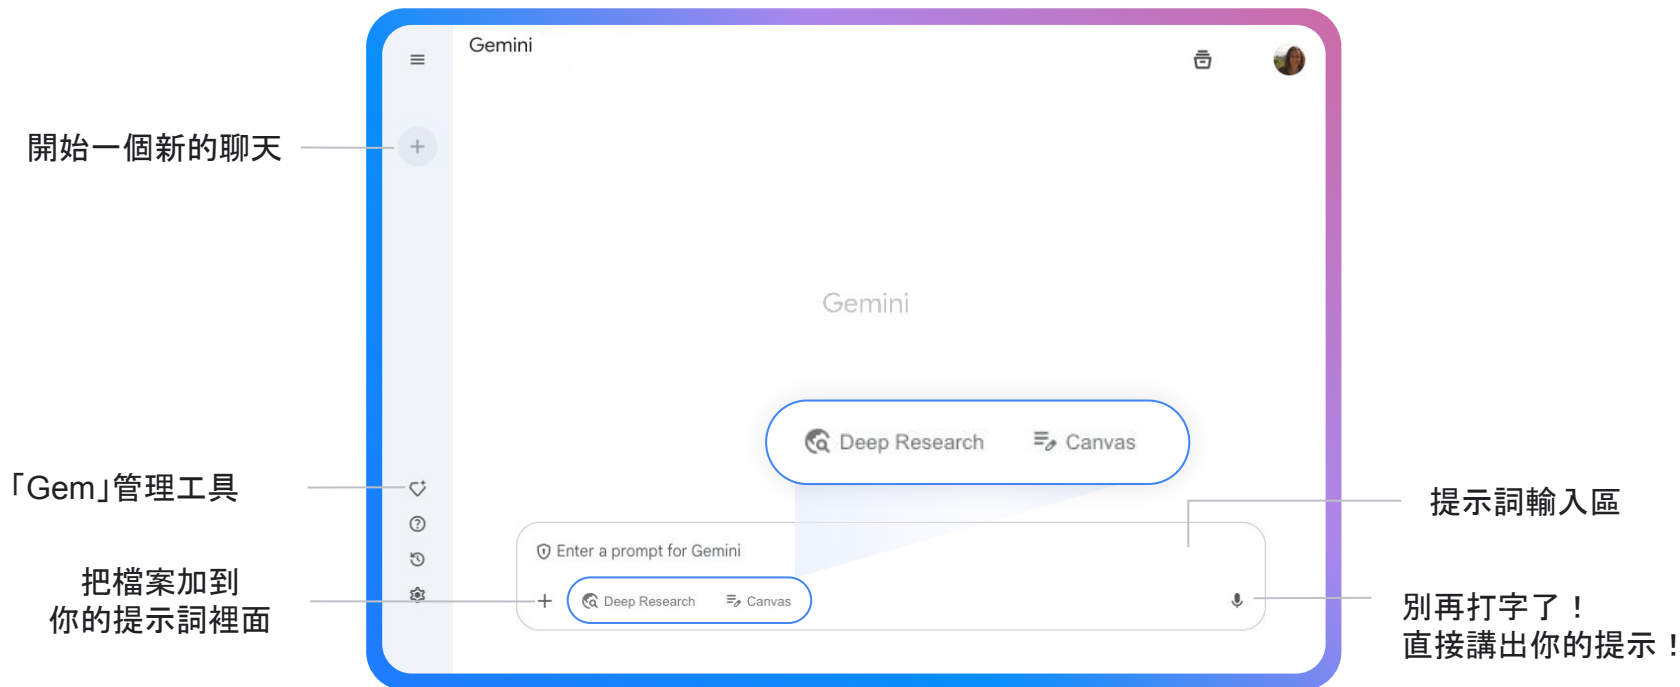 Gemini
開始一個新的聊天
Gemini
Deep Research
Canvas
「Gem」管理工具
提示詞輸入區
Enter a prompt for Gemini
把檔案加到
你的提示詞裡面
Deep Research
Canvas
別再打字了！
直接講出你的提示！